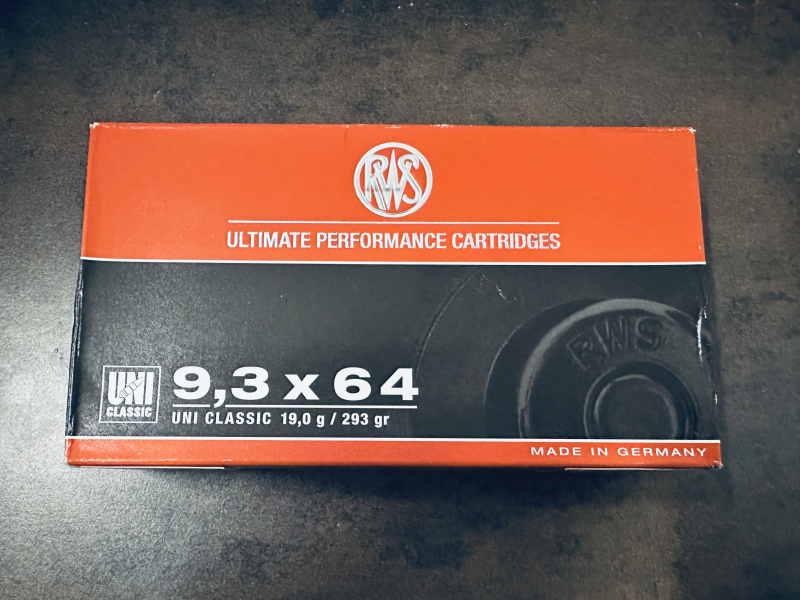 RWS
ULTIMATE PERFORMANCE CARTRIDGES
RWS
UNI
CLASSIC
9,3 x 64
UNI CLASSIC 19,0 g / 293 gr
MADE IN GERMANY